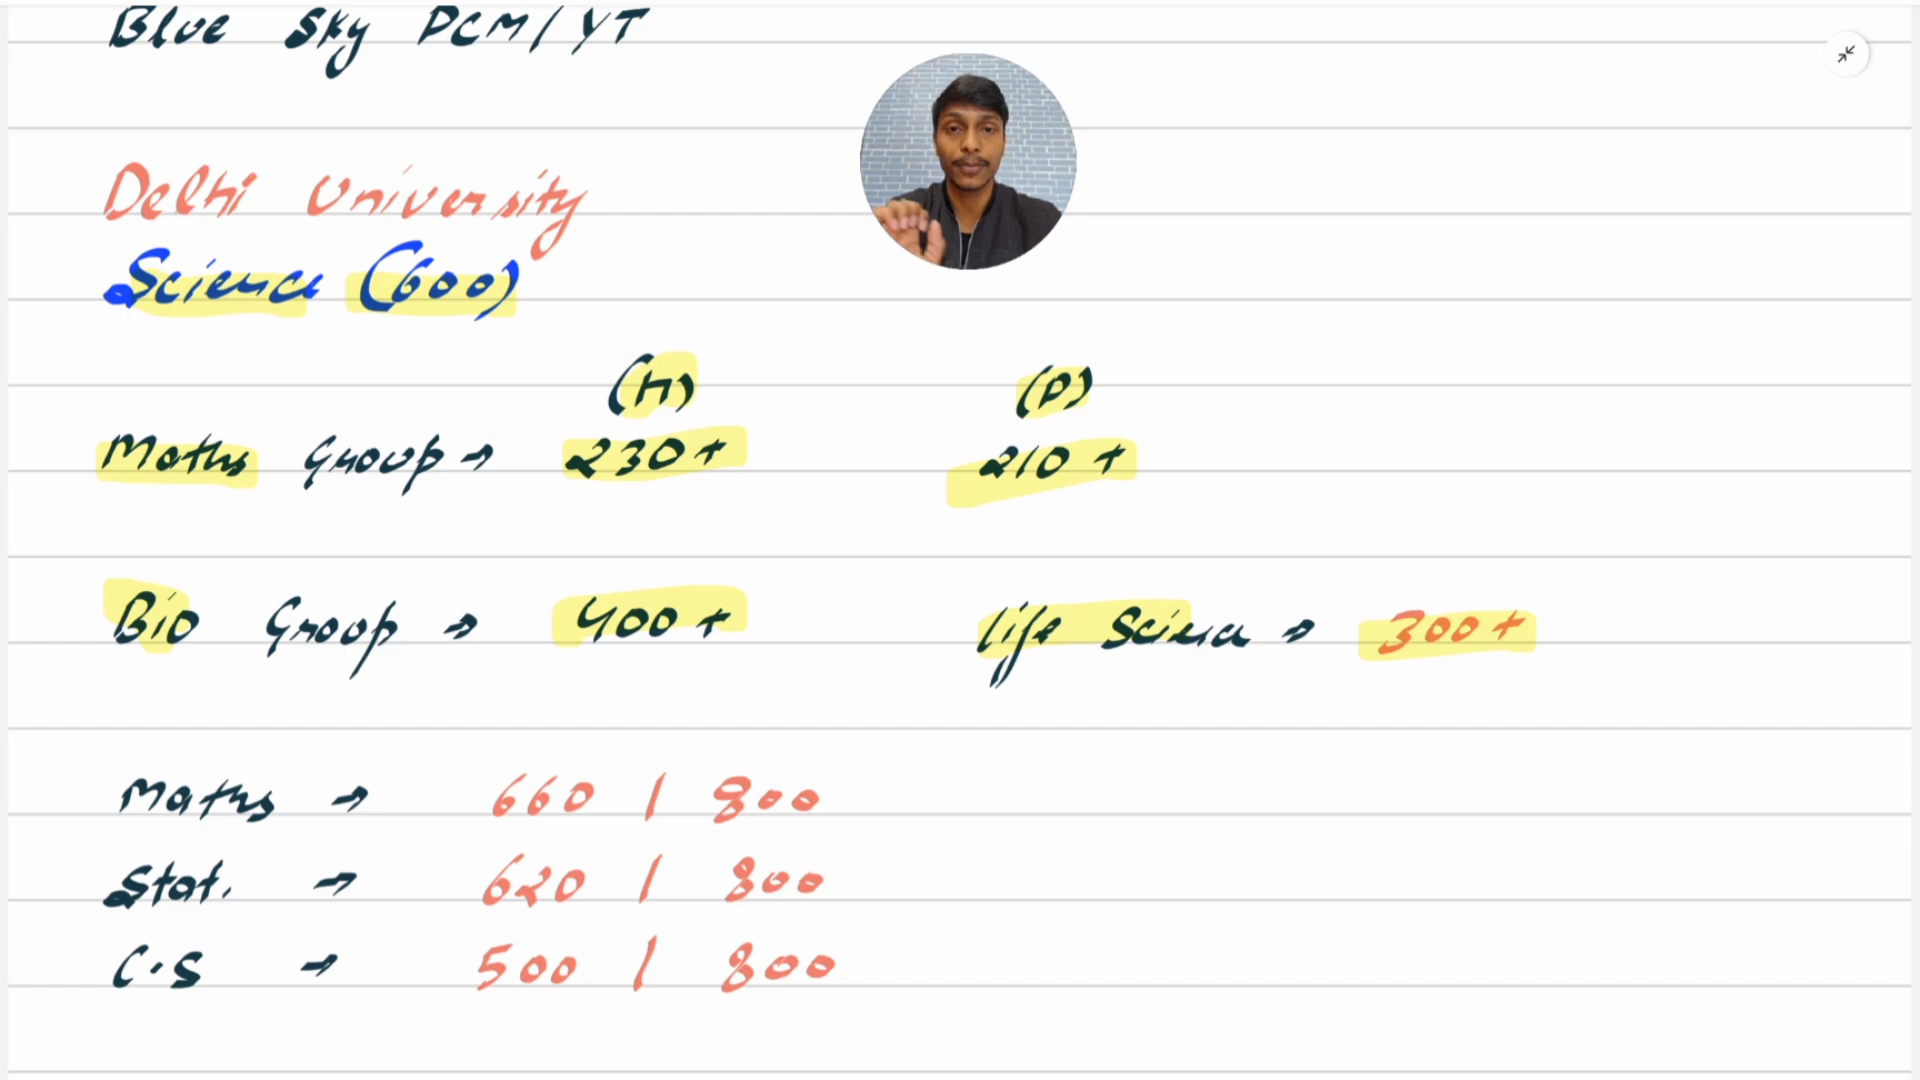 Blue Sky PCM/YT
Delhi University
Science (600)
(H) (P)
Maths Group → 230+ 210+
Bio Group → 400+ life Science → 300+
Maths → 660 / 800
Stat. → 620 / 800
C.S → 500 / 800